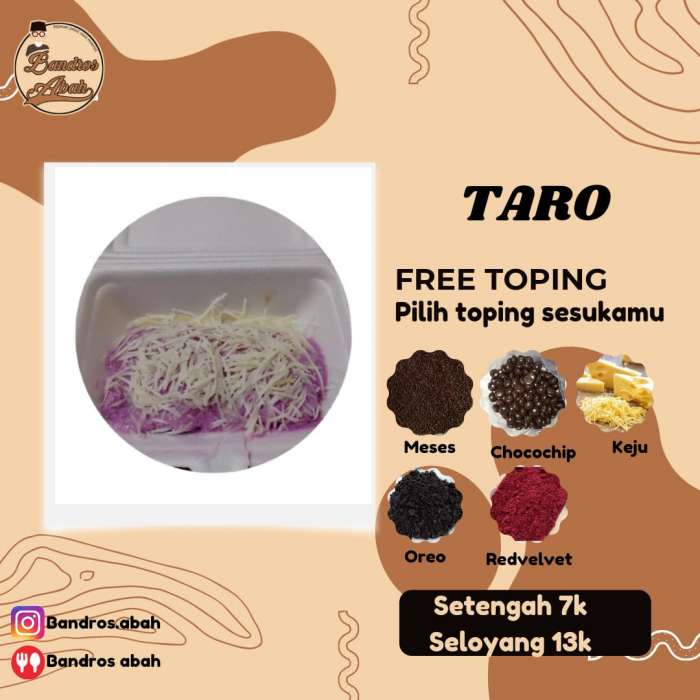 Bandros
Abah
TARO
FREE TOPING
Pilih toping sesukamu
Meses
Chocochip
Keju
Oreo
Redvelvet
Setengah 7k
Seloyang 13k
Bandros.abah
Bandros abah